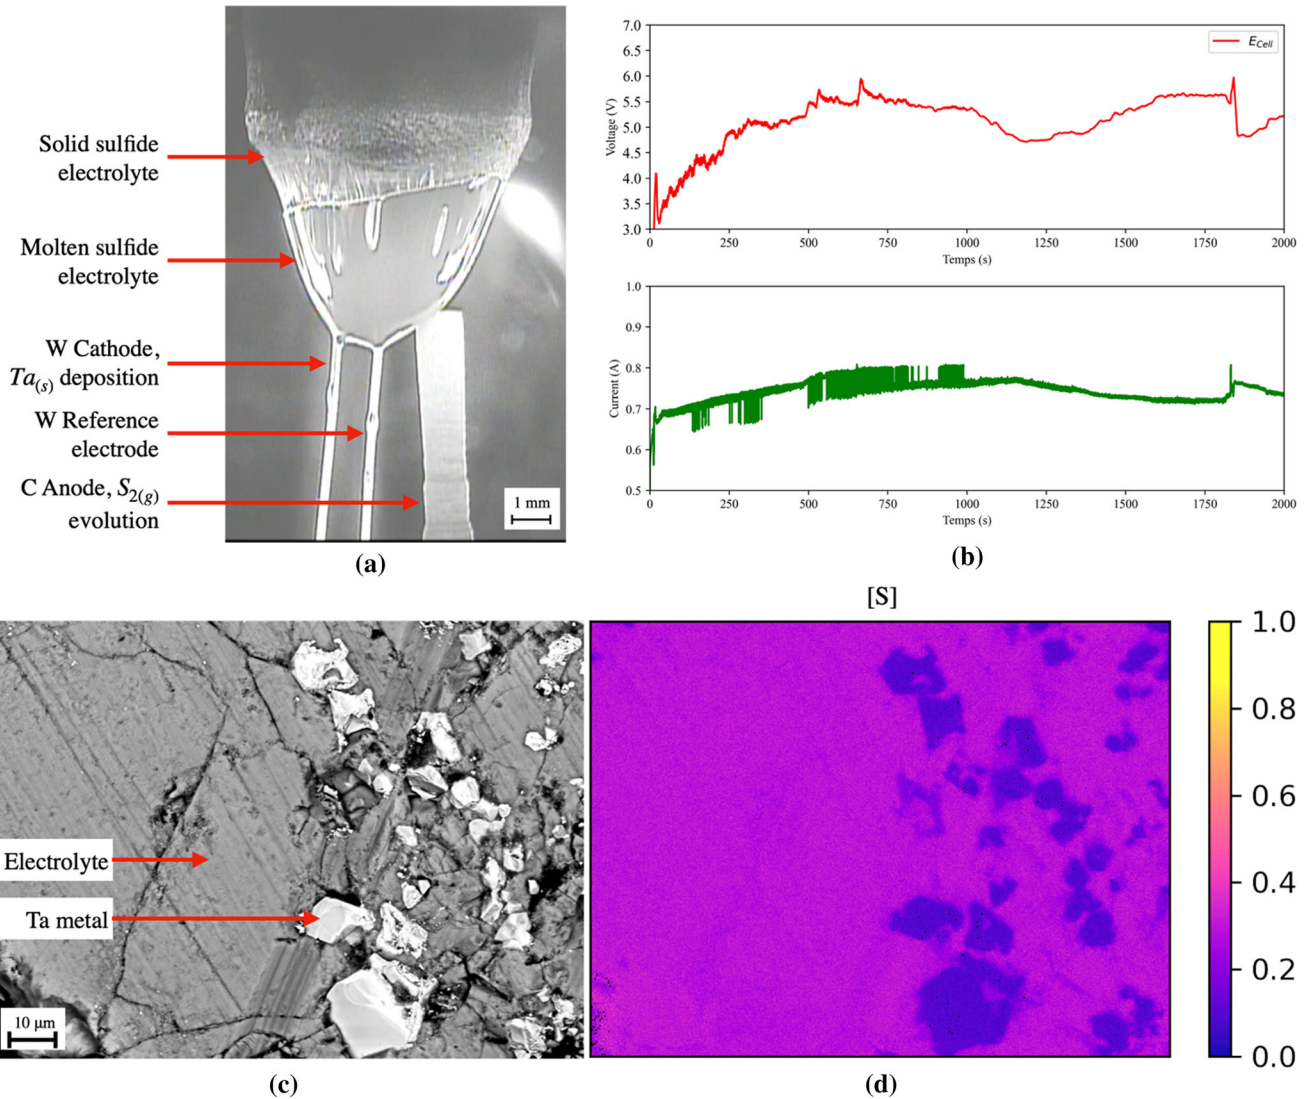 Solid sulfide
electrolyte
Molten sulfide
electrolyte
W Cathode,
Ta(s) deposition
W Reference
electrode
C Anode, S2(g)
evolution
1 mm
(a)
7.0
6.5
6.0
5.5
5.0
4.5
4.0
3.5
3.0
Voltage (V)
ECell
0 250 500 750 1000 1250 1500 1750 2000
Temps (s)
1.0
0.9
0.8
0.7
0.6
0.5
Current (A)
0 250 500 750 1000 1250 1500 1750 2000
Temps (s)
(b)
Electrolyte
Ta metal
10 μm
(c)
[S]
1.0
0.8
0.6
0.4
0.2
0.0
(d)